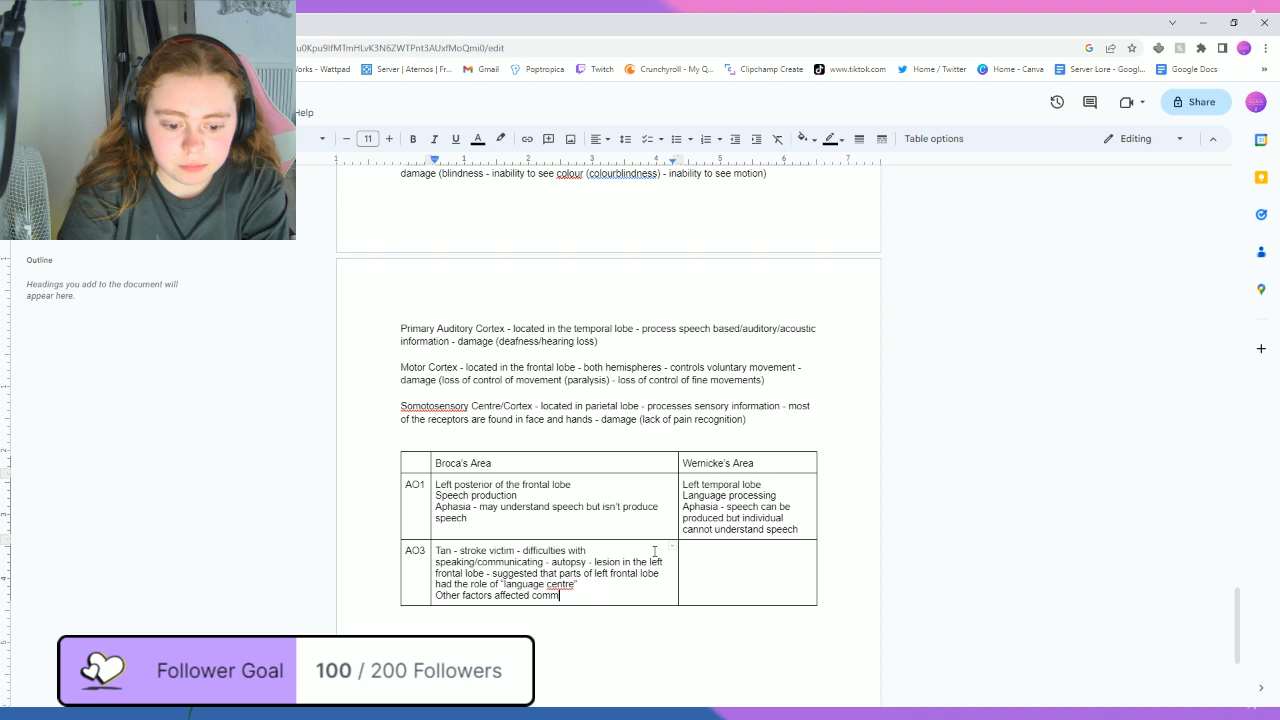 u0Kpu9lfMTmHLvK3N6ZWTPnt3AUxfMoQmi0/edit
orks - Wattpad
Server | Aternos | Fr...
Gmail
Poptropica
Twitch
Crunchyroll - My Q...
Clipchamp Create
www.tiktok.com
Home / Twitter
Home - Canva
Server Lore - Googl...
Google Docs
Help
Share
11
Table options
Editing
1 1 2 3 4 5 6 7
damage (blindness - inability to see colour (colourblindness) - inability to see motion)
Outline
Headings you add to the document will
appear here.
Primary Auditory Cortex - located in the temporal lobe - process speech based/auditory/acoustic
information - damage (deafness/hearing loss)
Motor Cortex - located in the frontal lobe - both hemispheres - controls voluntary movement -
damage (loss of control of movement (paralysis) - loss of control of fine movements)
Somotosensory Centre/Cortex - located in parietal lobe - processes sensory information - most
of the receptors are found in face and hands - damage (lack of pain recognition)
Broca's Area
Wernicke's Area
AO1
Left posterior of the frontal lobe
Speech production
Aphasia - may understand speech but isn't produce
speech
Left temporal lobe
Language processing
Aphasia - speech can be
produced but individual
cannot understand speech
AO3
Tan - stroke victim - difficulties with
speaking/communicating - autopsy - lesion in the left
frontal lobe - suggested that parts of left frontal lobe
had the role of "language centre"
Other factors affected comm
Follower Goal
100 / 200 Followers